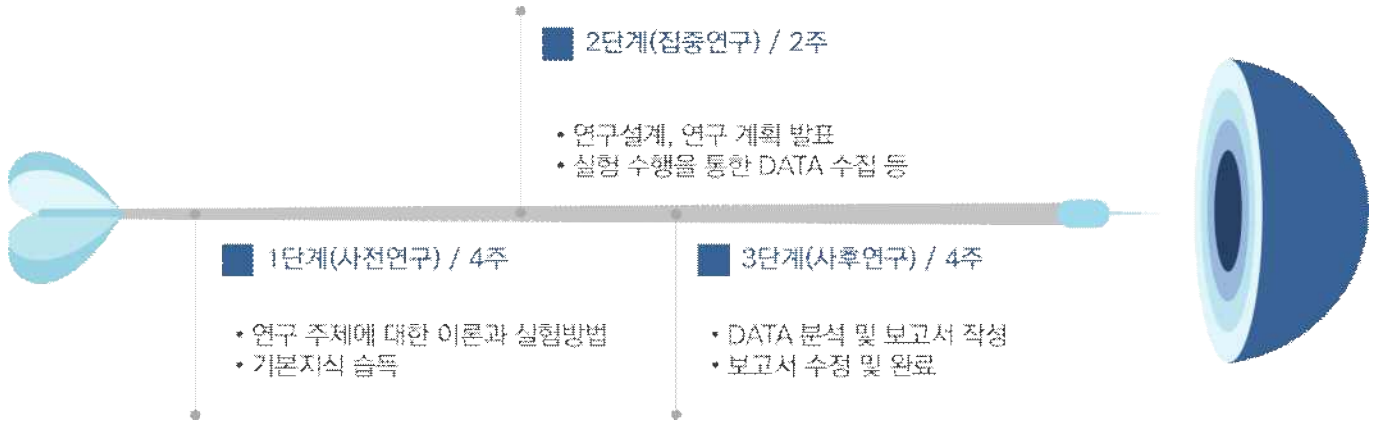 2단계(집중연구) / 2주
• 연구설계, 연구 계획 발표
• 실험 수행을 통한 DATA 수집 등
1단계(사전연구) / 4주
• 연구 주제에 대한 이론과 실험방법
• 기본지식 습득
3단계(사후연구) / 4주
• DATA 분석 및 보고서 작성
• 보고서 수정 및 완료